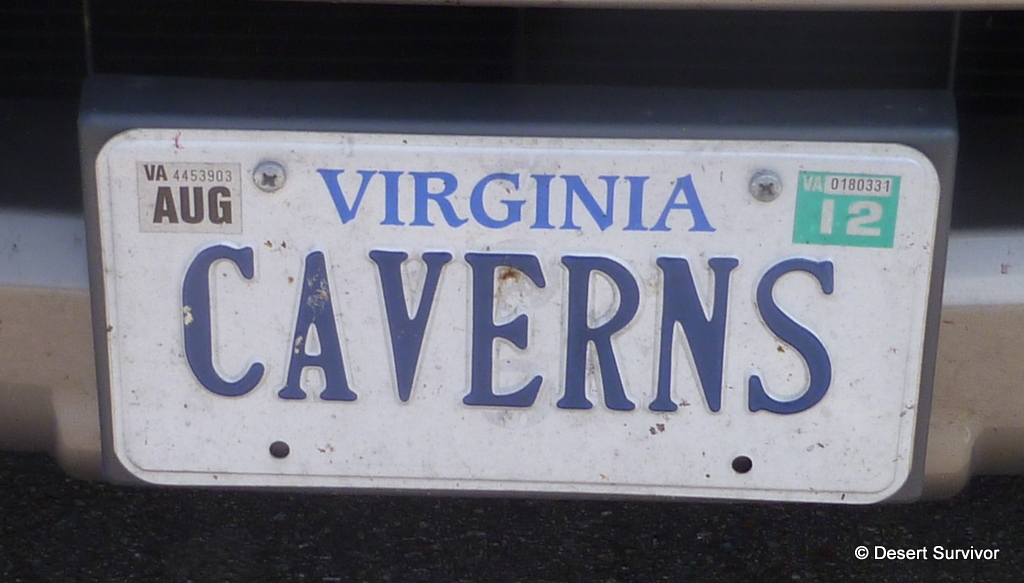 VA 4453903
AUG
VIRGINIA
VA 0180331
12
CAVERNS
© Desert Survivor